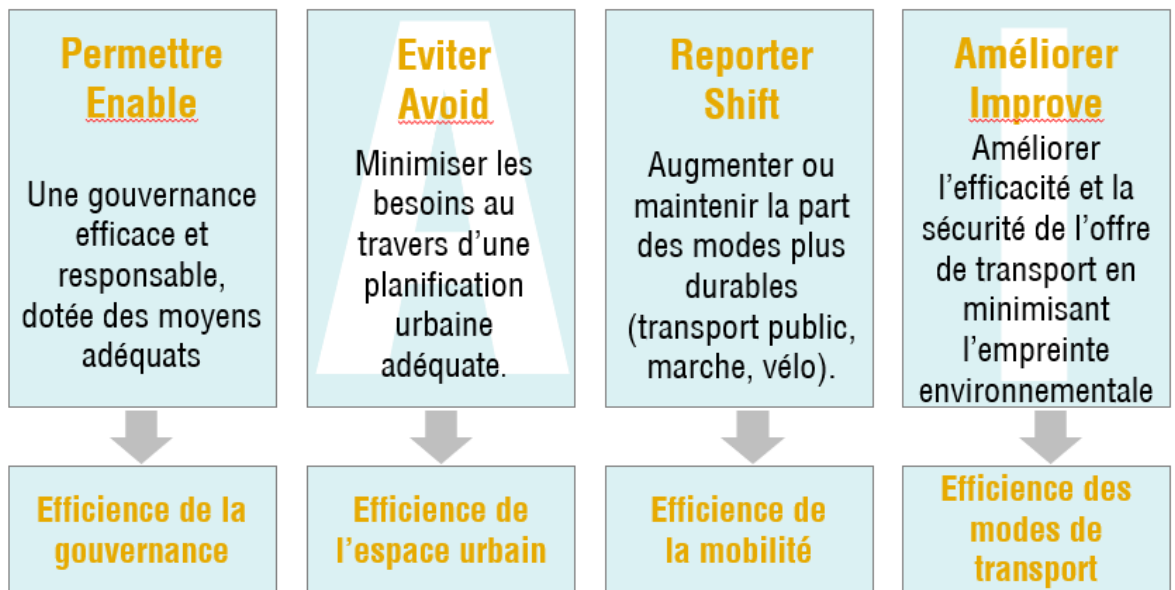 Permettre
Enable
Une gouvernance
efficace et
responsable,
dotée des moyens
adéquats
Efficience de la
gouvernance
Eviter
Avoid
Minimiser les
besoins au
travers d’une
planification
urbaine
adéquate.
Efficience de
l’espace urbain
Reporter
Shift
Augmenter ou
maintenir la part
des modes plus
durables
(transport public,
marche, vélo).
Efficience de
la mobilité
Améliorer
Improve
Améliorer
l’efficacité et la
sécurité de l’offre
de transport en
minimisant
l’empreinte
environnementale
Efficience des
modes de
transport